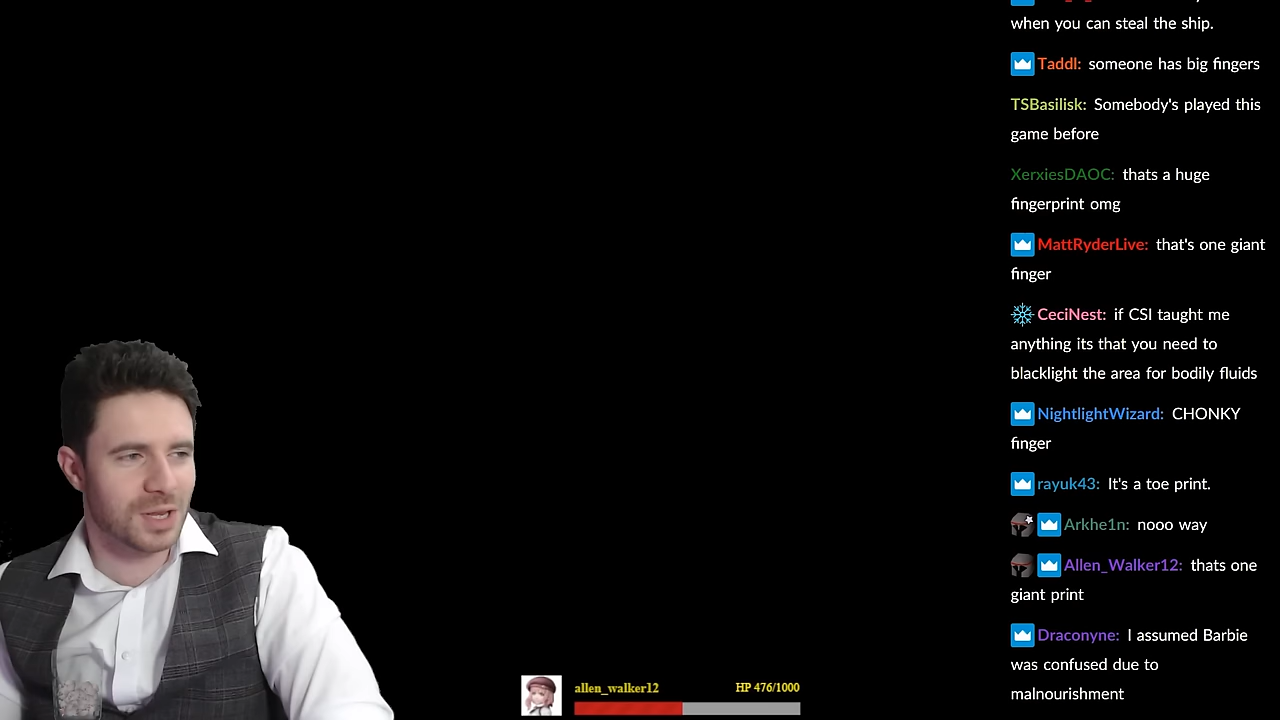 when you can steal the ship.
Taddl: someone has big fingers
TSBasilisk: Somebody's played this
game before
XerxiesDAOC: thats a huge
fingerprint omg
MattRyderLive: that's one giant
finger
CeciNest: if CSI taught me
anything its that you need to
blacklight the area for bodily fluids
NightlightWizard: CHONKY
finger
rayuk43: It's a toe print.
Arkhe1n: nooo way
Allen_Walker12: thats one
giant print
Draconyne: I assumed Barbie
was confused due to
malnourishment
allen_walker12 HP 476/1000